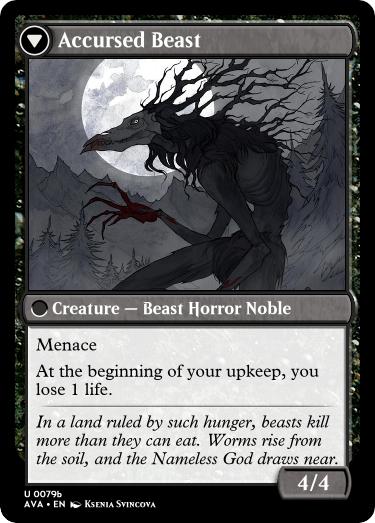 Accursed Beast
Creature — Beast Horror Noble
Menace
At the beginning of your upkeep, you
lose 1 life.
In a land ruled by such hunger, beasts kill
more than they can eat. Worms rise from
the soil, and the Nameless God draws near.
4/4
U 0079b
AVA • EN Ksenia Svincova